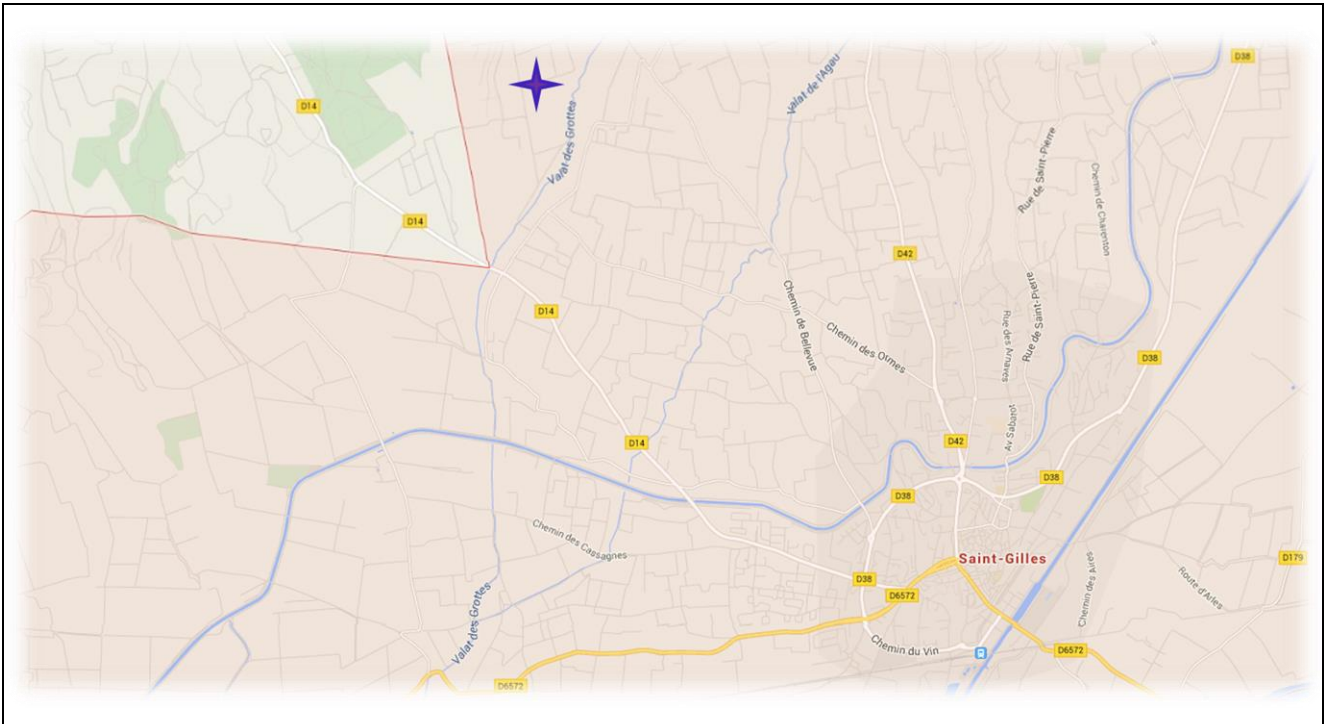 D38
Valat de l'Agau
D14
Valat des Grottes
Rue de Saint-Pierre
Chemin de Charenton
D14
D42
D14
Chemin de Bellevue
Rue de Saint-Pierre
Chemin des Olmes
Rue des Arnaves
D38
Av Sabatot
D14
D42
D38
D38
Chemin des Cassagnes
Saint-Gilles
D179
D38
D6572
Chemin des Aires
Route d'Arles
Valat des Grottes
Chemin du Vin
D6572
D6572